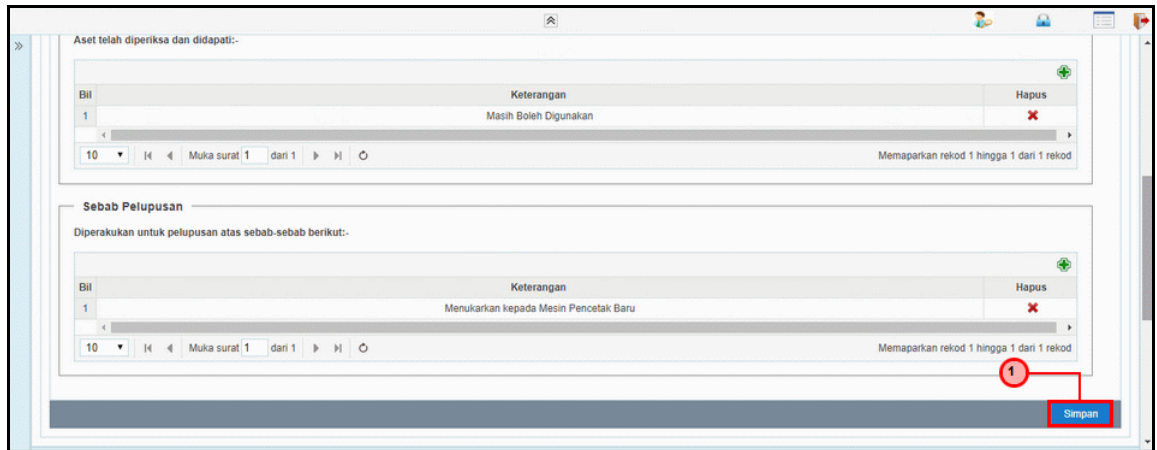 Aset telah diperiksa dan didapati:-
Bil Keterangan Hapus
1 Masih Boleh Digunakan
10 Muka surat 1 dari 1 Memaparkan rekod 1 hingga 1 dari 1 rekod
Sebab Pelupusan
Diperakukan untuk pelupusan atas sebab-sebab berikut:-
Bil Keterangan Hapus
1 Menukarkan kepada Mesin Pencetak Baru
10 Muka surat 1 dari 1 Memaparkan rekod 1 hingga 1 dari 1 rekod
1
Simpan